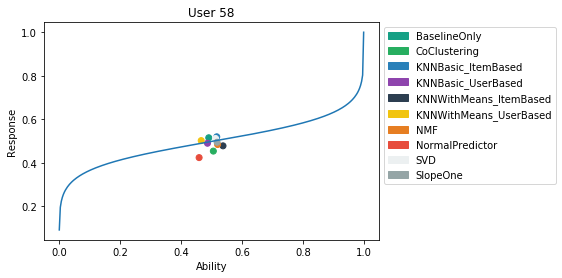 User 58
Response
1.0
0.8
0.6
0.4
0.2
0.0
0.2
0.4
0.6
0.8
1.0
Ability
BaselineOnly
CoClustering
KNNBasic_ItemBased
KNNBasic_UserBased
KNNWithMeans_ItemBased
KNNWithMeans_UserBased
NMF
NormalPredictor
SVD
SlopeOne